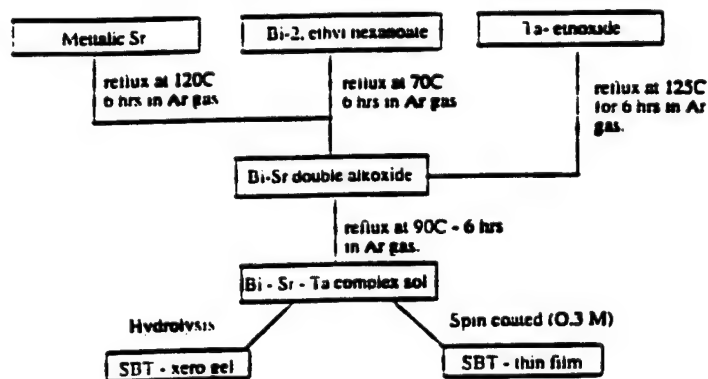 Metallic Sr
Bi-2, ethyl hexanoate
Ta- ethoxide
reflux at 120C
6 hrs in Ar gas
reflux at 70C
6 hrs in Ar gas
reflux at 125C
for 6 hrs in Ar
gas.
Bi-Sr double alkoxide
reflux at 90C - 6 hrs
in Ar gas.
Bi - Sr - Ta complex sol
Hydrolysis
Spin coated (0.3 M)
SBT - xero gel
SBT - thin film